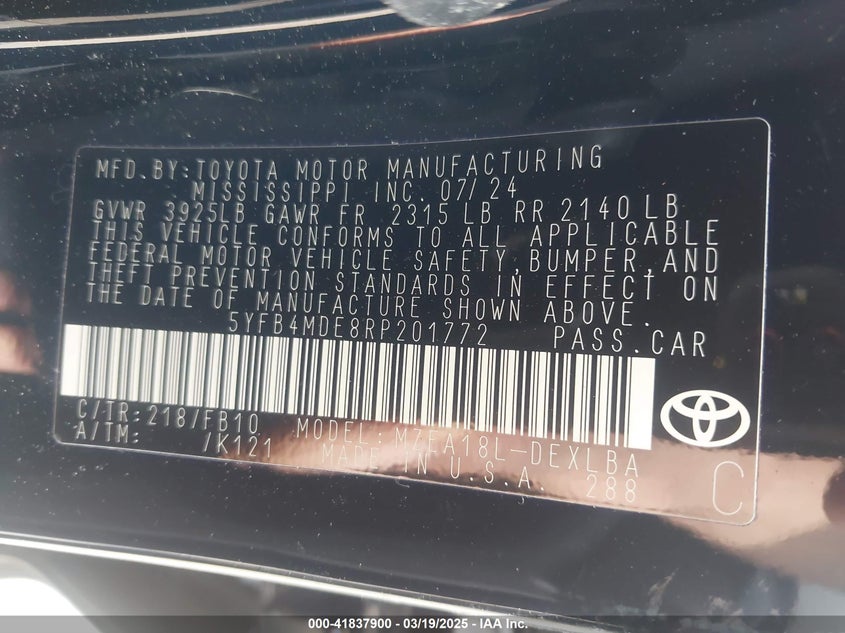 MFD.BY:TOYOTA MOTOR MANUFACTURING
MISSISSIPPI INC. 07/24
GVWR 3925LB GAWR FR 2315 LB RR 2140 LB
THIS VEHICLE CONFORMS TO ALL APPLICABLE
FEDERAL MOTOR VEHICLE SAFETY,BUMPER,AND
THEFT PREVENTION STANDARDS IN EFFECT ON
THE DATE OF MANUFACTURE SHOWN ABOVE.
5YFB4MDE8RP201772 PASS.CAR
C/TR:218/FB10 MODEL:MZEA18L-DEXLBA
A/TM: /K121 MADE IN U.S.A. 288
C
000-41837900 - 03/19/2025 - IAA Inc.